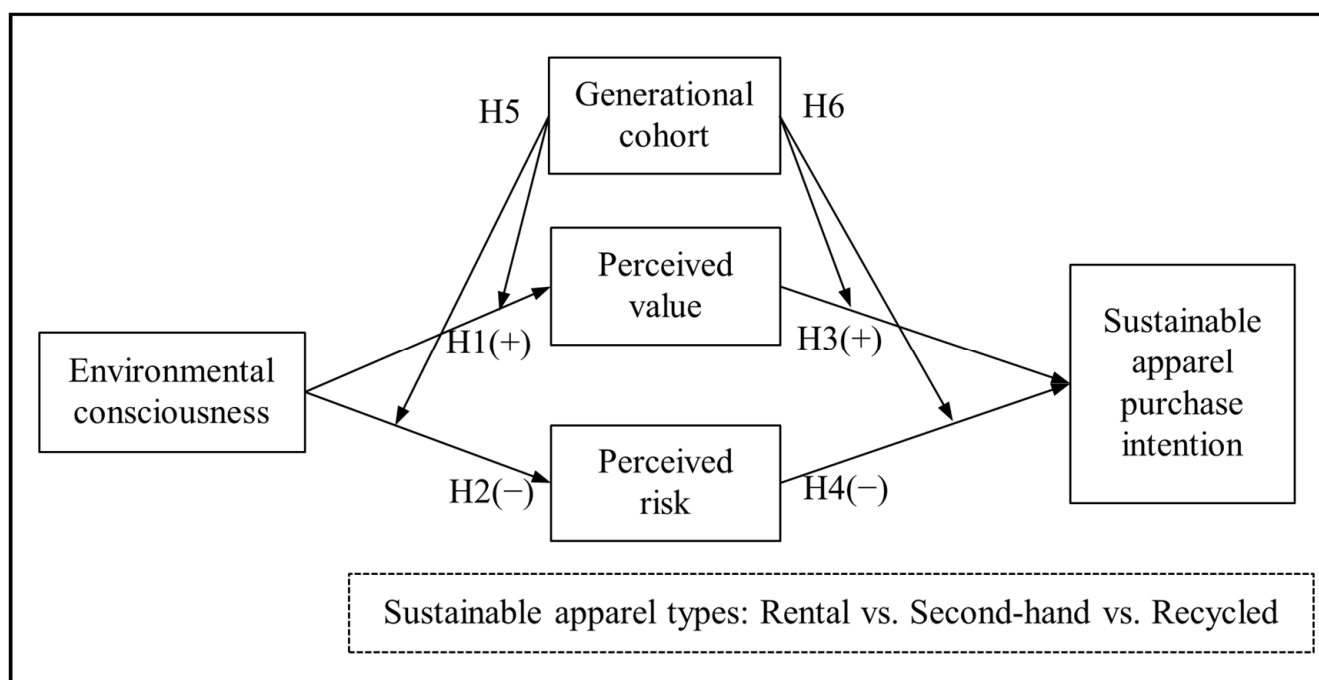 Generational
cohort
H5
H6
Perceived
value
H1(+)
H3(+)
Environmental
consciousness
Sustainable
apparel
purchase
intention
Perceived
risk
H2(−)
H4(−)
Sustainable apparel types: Rental vs. Second-hand vs. Recycled